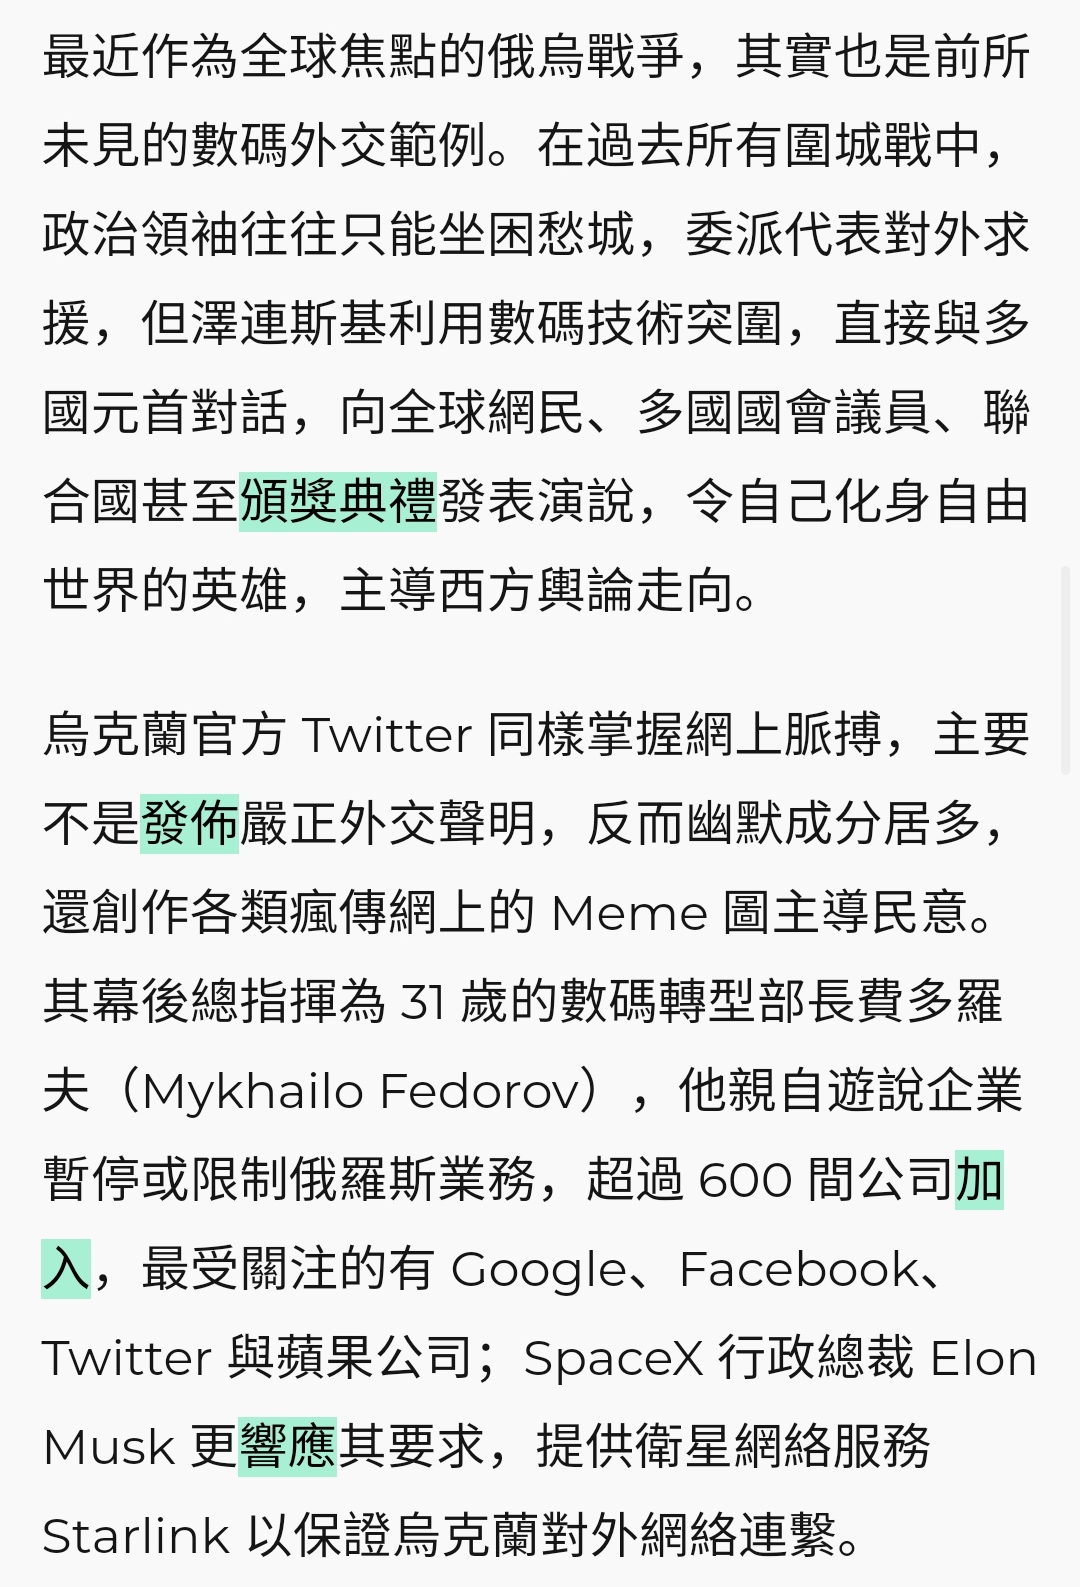 最近作為全球焦點的俄烏戰爭，其實也是前所
未見的數碼外交範例。在過去所有圍城戰中，
政治領袖往往只能坐困愁城，委派代表對外求
援，但澤連斯基利用數碼技術突圍，直接與多
國元首對話，向全球網民、多國國會議員、聯
合國甚至頒獎典禮發表演說，令自己化身自由
世界的英雄，主導西方輿論走向。
烏克蘭官方 Twitter 同樣掌握網上脈搏，主要
不是發佈嚴正外交聲明，反而幽默成分居多，
還創作各類瘋傳網上的 Meme 圖主導民意。
其幕後總指揮為 31 歲的數碼轉型部長費多羅
夫（Mykhailo Fedorov），他親自遊說企業
暫停或限制俄羅斯業務，超過 600 間公司加
入，最受關注的有 Google、Facebook、
Twitter 與蘋果公司；SpaceX 行政總裁 Elon
Musk 更響應其要求，提供衛星網絡服務
Starlink 以保證烏克蘭對外網絡連繫。